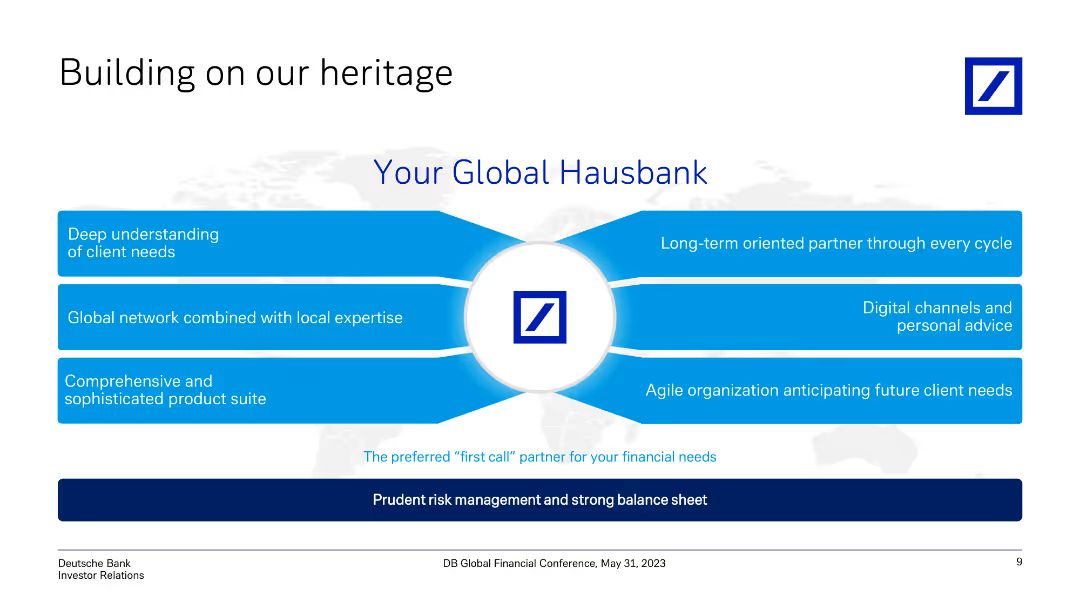 Building on our heritage
Your Global Hausbank
Deep understanding
of client needs
Global network combined with local expertise
Comprehensive and
sophisticated product suite
Long-term oriented partner through every cycle
Digital channels and
personal advice
Agile organization anticipating future client needs
The preferred “first call” partner for your financial needs
Prudent risk management and strong balance sheet
Deutsche Bank
Investor Relations
DB Global Financial Conference, May 31, 2023
9